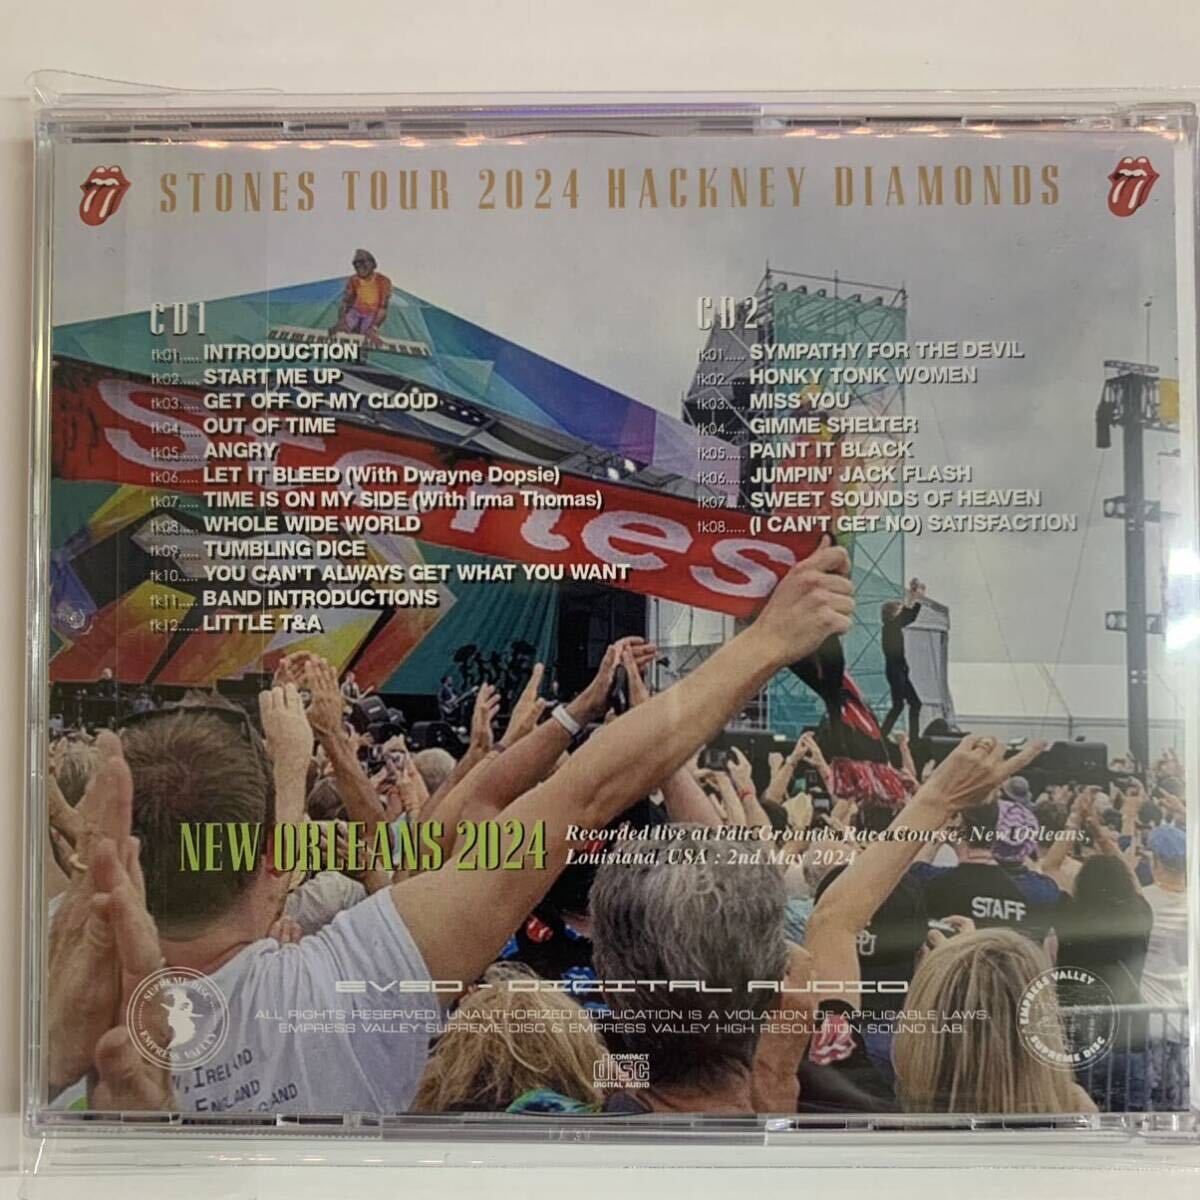 STONES TOUR 2024 HACKNEY DIAMONDS
CD1
tk01..... INTRODUCTION
tk02..... START ME UP
tk03..... GET OFF OF MY CLOUD
tk04..... OUT OF TIME
tk05..... ANGRY
tk06..... LET IT BLEED (With Dwayne Dopsie)
tk07..... TIME IS ON MY SIDE (With Irma Thomas)
tk08..... WHOLE WIDE WORLD
tk09..... TUMBLING DICE
tk10..... YOU CAN'T ALWAYS GET WHAT YOU WANT
tk11..... BAND INTRODUCTIONS
tk12..... LITTLE T&A
CD2
tk01..... SYMPATHY FOR THE DEVIL
tk02..... HONKY TONK WOMEN
tk03..... MISS YOU
tk04..... GIMME SHELTER
tk05..... PAINT IT BLACK
tk06..... JUMPIN' JACK FLASH
tk07..... SWEET SOUNDS OF HEAVEN
tk08..... (I CAN'T GET NO) SATISFACTION
Stones
NEW ORLEANS 2024
Recorded live at Fair Grounds Race Course, New Orleans,
Louisiana, USA : 2nd May 2024
STAFF
EVSD - DIGITAL AUDIO
ALL RIGHTS RESERVED. UNAUTHORIZED DUPLICATION IS A VIOLATION OF APPLICABLE LAWS.
EMPRESS VALLEY SUPREME DISC & EMPRESS VALLEY HIGH RESOLUTION SOUND LAB.
SUPREME DISC
EMPRESS VALLEY
EMPRESS VALLEY
SUPREME DISC
COMPACT
disc
DIGITAL AUDIO
IRELAND
ENGLAND